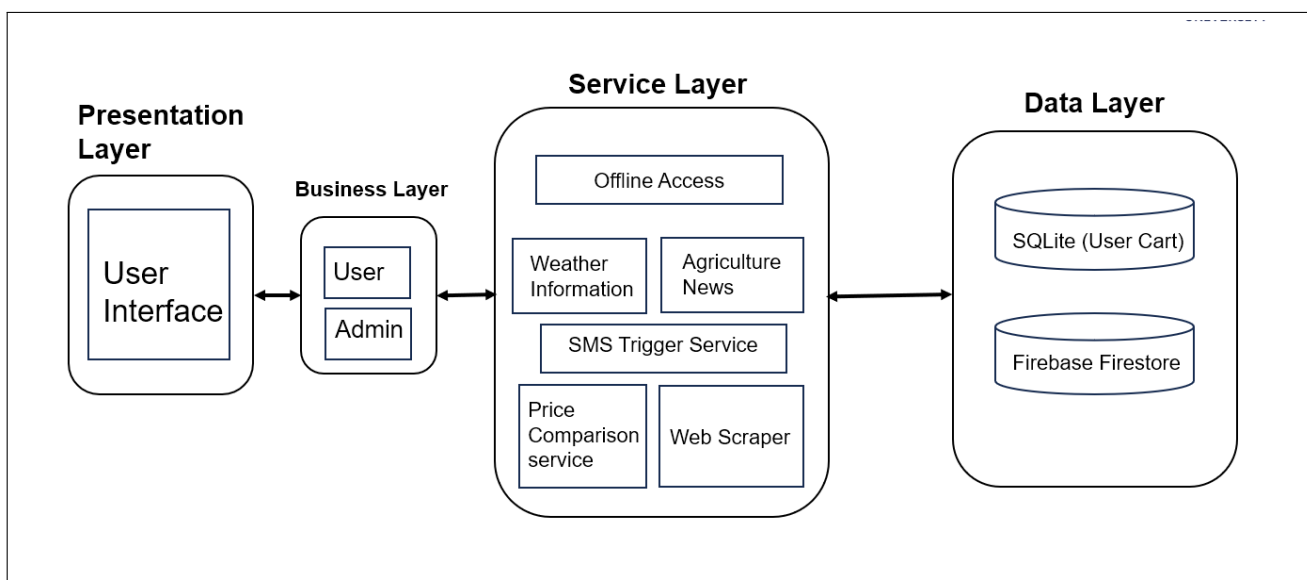 Presentation
Layer
User
Interface
Business Layer
User
Admin
Service Layer
Offline Access
Weather
Information
Agriculture
News
SMS Trigger Service
Price
Comparison
service
Web Scraper
Data Layer
SQLite (User Cart)
Firebase Firestore